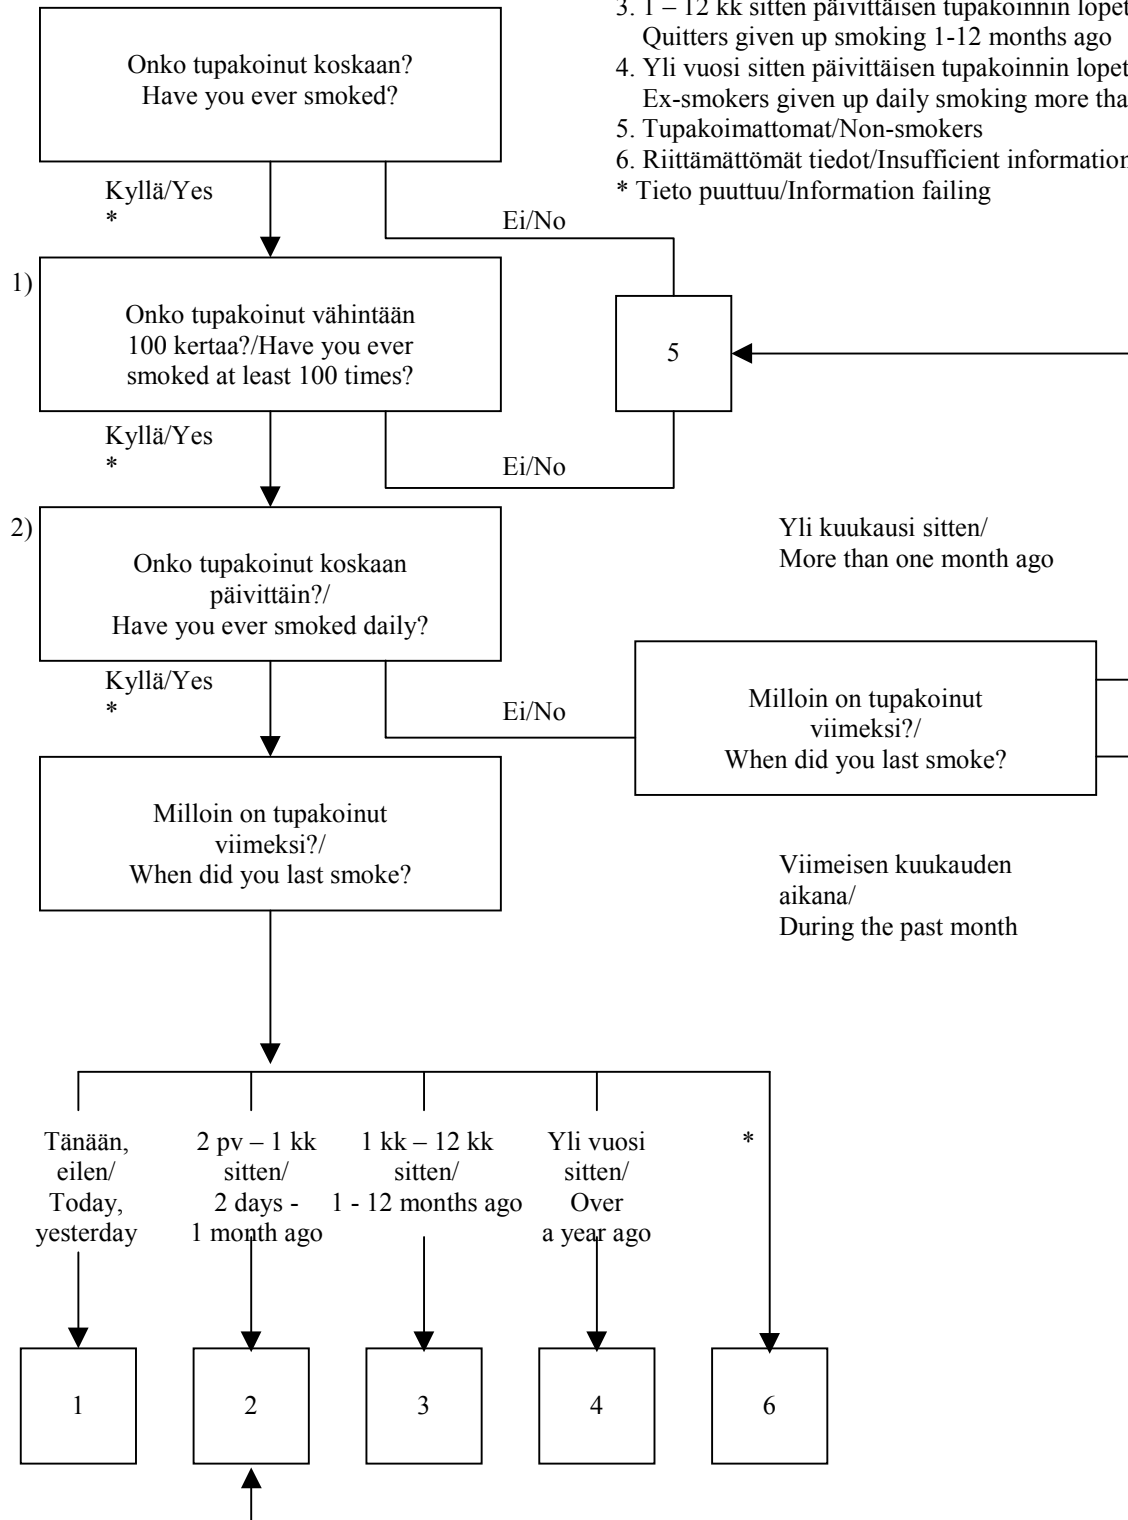 3. 1 – 12 kk sitten päivittäisen tupakoinnin
Quitters given up smoking 1-12 months ago
4. Yli vuosi sitten päivittäisen tupakoinnin
Ex-smokers given up daily smoking more
5. Tupakoimattomat/Non-smokers
6. Riittämättömät tiedot/Insufficient information
* Tieto puuttuu/Information failing
Onko tupakoinut koskaan?
Have you ever smoked?
Kyllä/Yes
*
Ei/No
1)
Onko tupakoinut vähintään
100 kertaa?/Have you ever
smoked at least 100 times?
5
Kyllä/Yes
*
Ei/No
2)
Onko tupakoinut koskaan
päivittäin?/
Have you ever smoked daily?
Yli kuukausi sitten/
More than one month ago
Kyllä/Yes
*
Ei/No
Milloin on tupakoinut
viimeksi?/
When did you last smoke?
Milloin on tupakoinut
viimeksi?/
When did you last smoke?
Viimeisen kuukauden
aikana/
During the past month
Tänään,
eilen/
Today,
yesterday
2 pv – 1 kk
sitten/
2 days -
1 month ago
1 kk – 12 kk
sitten/
1 - 12 months ago
Yli vuosi
sitten/
Over
a year ago
*
1
2
3
4
6